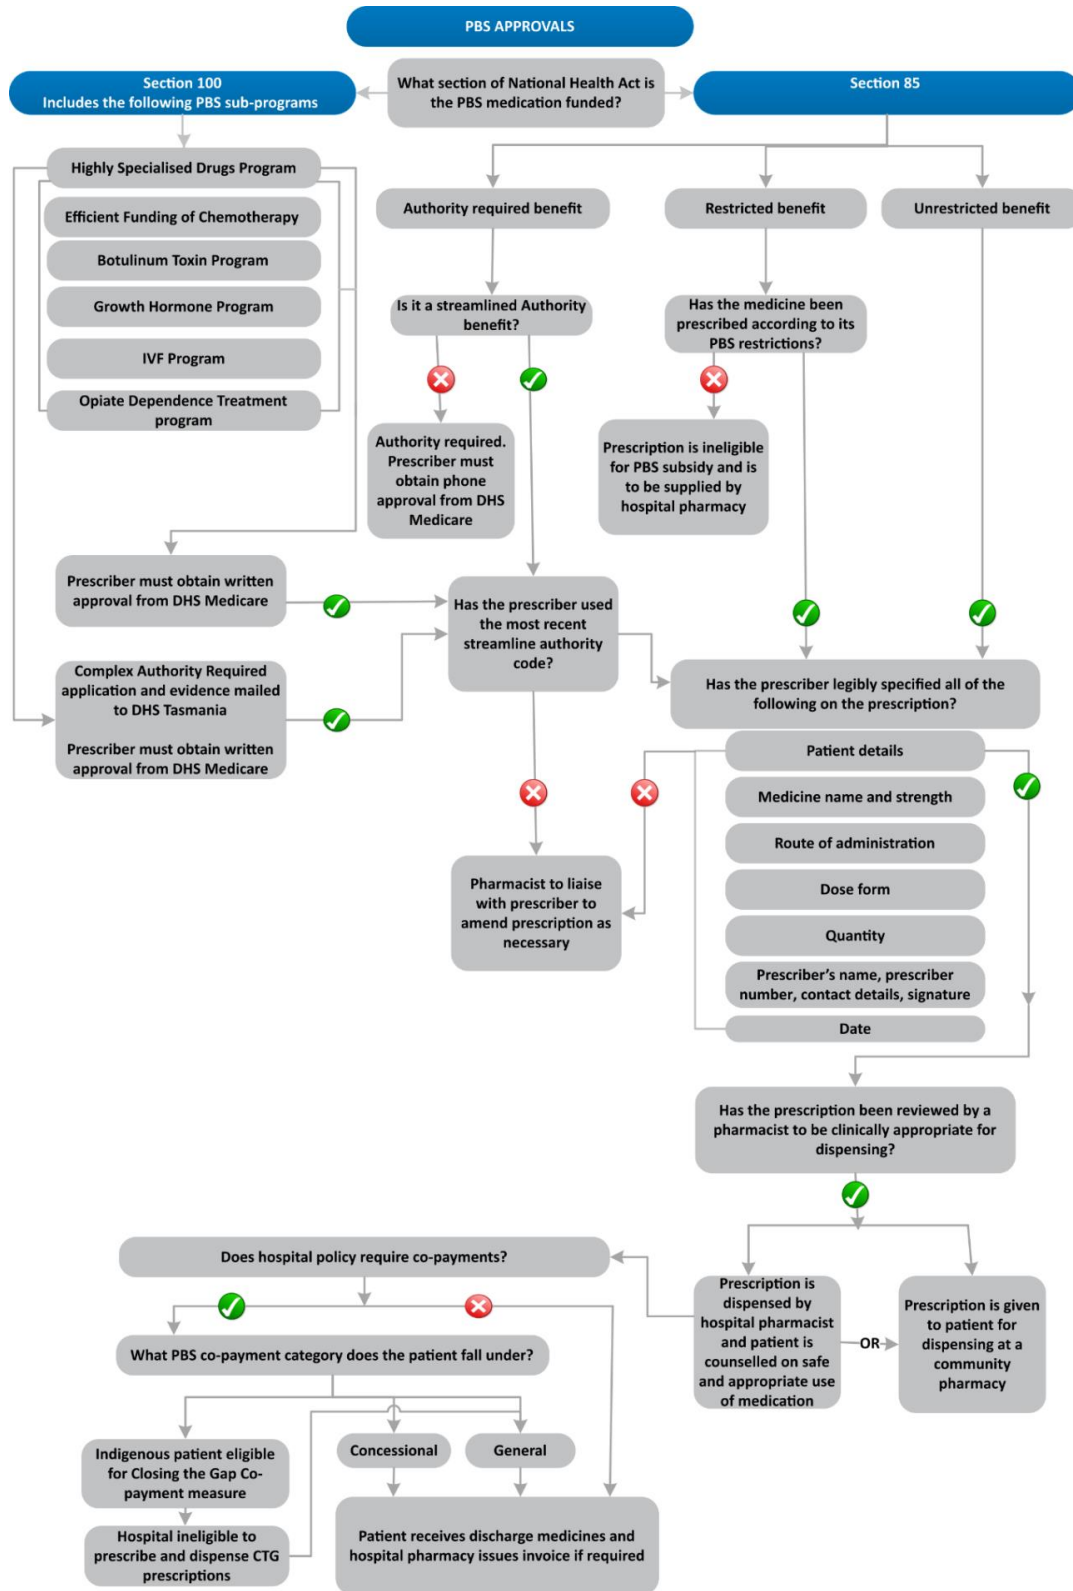 PBS APPROVALS
Section 100
Includes the following PBS sub-programs
What section of National Health Act is
the PBS medication funded?
Section 85
Highly Specialised Drugs Program
Efficient Funding of Chemotherapy
Botulinum Toxin Program
Growth Hormone Program
IVF Program
Opiate Dependence Treatment
program
Authority required benefit
Restricted benefit
Unrestricted benefit
Is it a streamlined Authority
benefit?
Has the medicine been
prescribed according to its
PBS restrictions?
Authority required.
Prescriber must
obtain phone
approval from DHS
Medicare
Prescription is ineligible
for PBS subsidy and is
to be supplied by
hospital pharmacy
Prescriber must obtain written
approval from DHS Medicare
Has the prescriber used
the most recent
streamline authority
code?
Complex Authority Required
application and evidence mailed
to DHS Tasmania
Prescriber must obtain written
approval from DHS Medicare
Has the prescriber legibly specified all of the
following on the prescription?
Patient details
Medicine name and strength
Route of administration
Dose form
Quantity
Prescriber's name, prescriber
number, contact details, signature
Date
Pharmacist to liaise
with prescriber to
amend prescription as
necessary
Has the prescription been reviewed by a
pharmacist to be clinically appropriate for
dispensing?
Does hospital policy require co-payments?
Prescription is
dispensed by
hospital pharmacist
and patient is
counselled on safe
and appropriate use
of medication
OR
Prescription is given
to patient for
dispensing at a
community
pharmacy
What PBS co-payment category does the patient fall under?
Indigenous patient eligible
for Closing the Gap Co-
payment measure
Concessional
General
Hospital ineligible to
prescribe and dispense CTG
prescriptions
Patient receives discharge medicines and
hospital pharmacy issues invoice if required